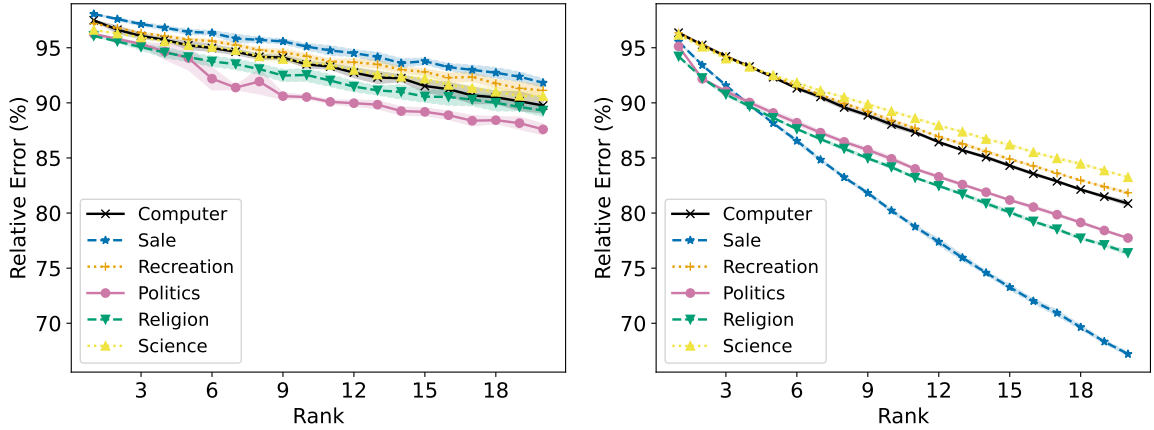 95
90
85
80
75
70
Relative Error (%)
Computer
Sale
Recreation
Politics
Religion
Science
3 6 9 12 15 18
Rank
95
90
85
80
75
70
Relative Error (%)
Computer
Sale
Recreation
Politics
Religion
Science
3 6 9 12 15 18
Rank